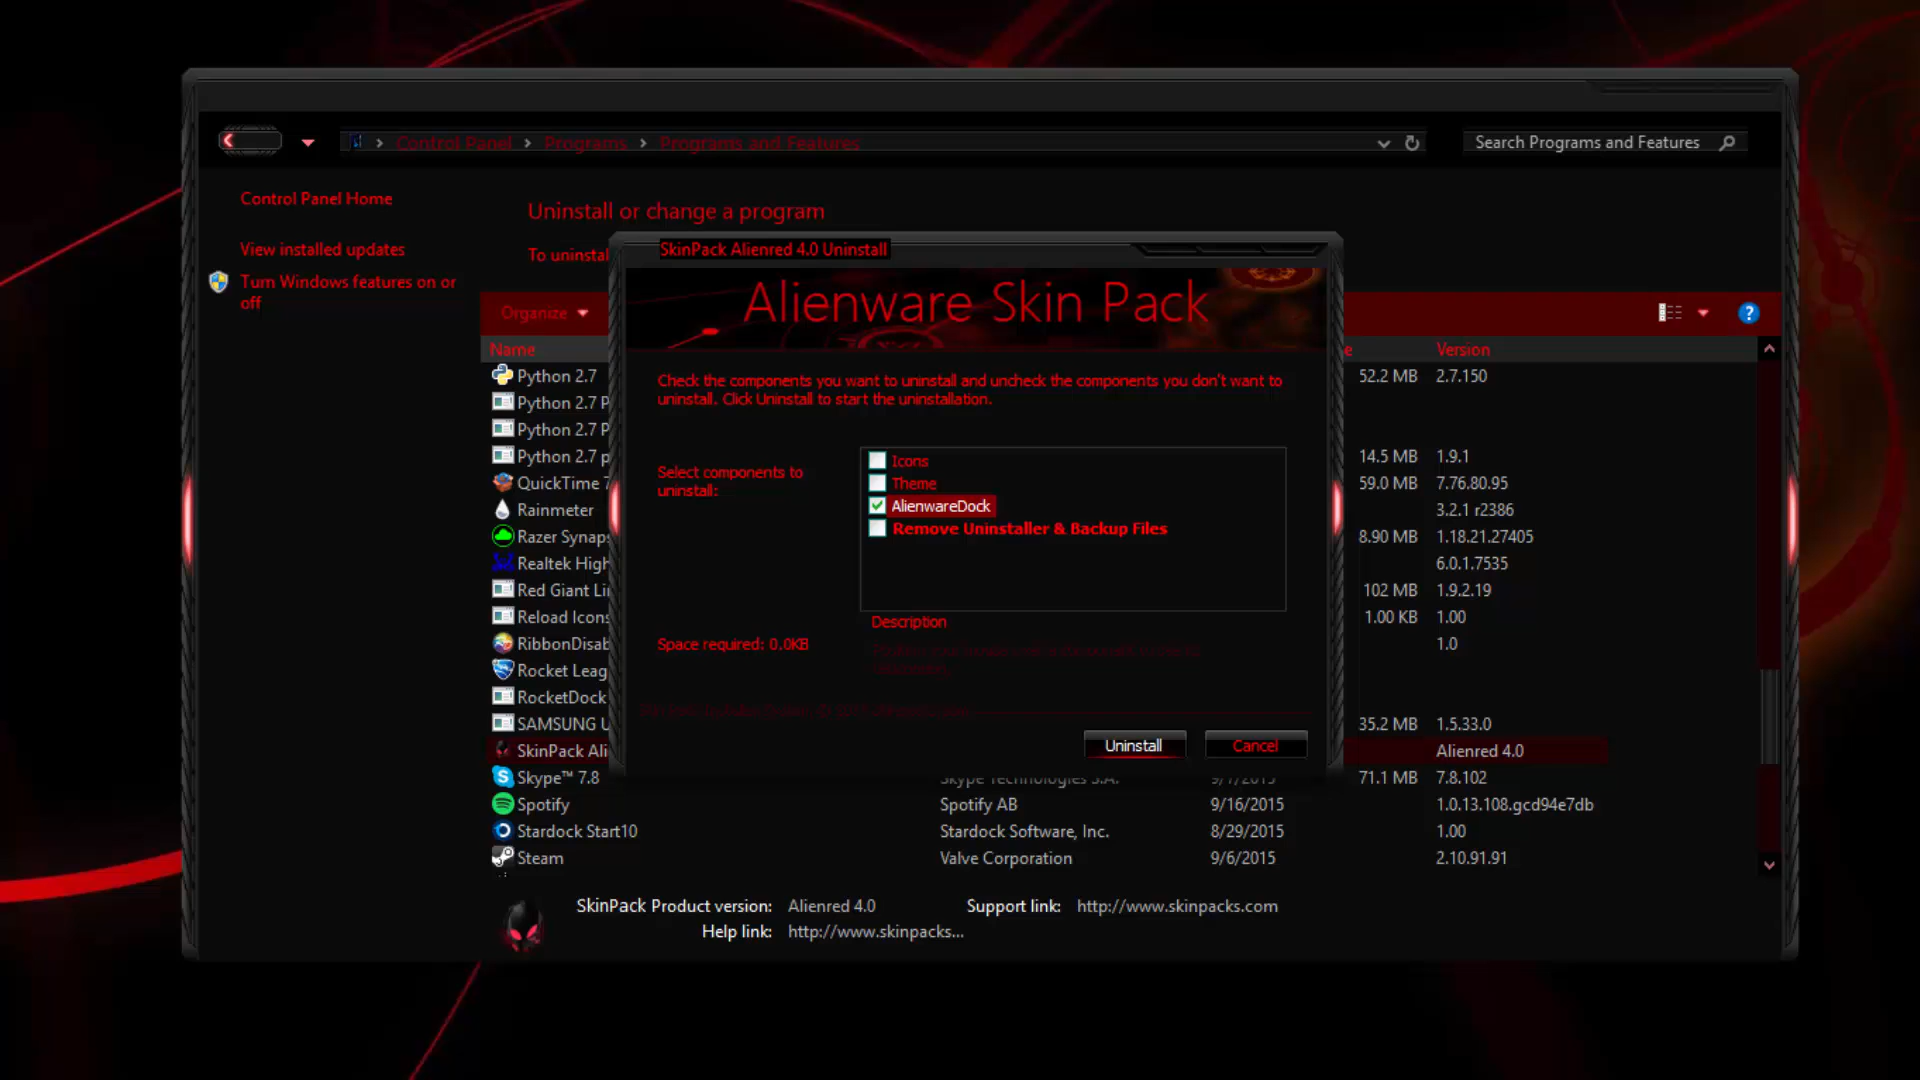 Control Panel > Programs > Programs and Features
Search Programs and Features
Control Panel Home
View installed updates
Turn Windows features on or
off
Uninstall or change a program
To uninstal
Organize
Name
Version
SkinPack Alienred 4.0 Uninstall
Alienware Skin Pack
Check the components you want to uninstall and uncheck the components you don't want to
uninstall. Click Uninstall to start the uninstallation.
Select components to
uninstall:
Icons
Theme
AlienwareDock
Remove Uninstaller & Backup Files
Description
Space required: 0.0KB
Uninstall
Cancel
Python 2.7 52.2 MB 2.7.150
Python 2.7 P
Python 2.7 P
Python 2.7 p 14.5 MB 1.9.1
QuickTime 7 59.0 MB 7.76.80.95
Rainmeter 3.2.1 r2386
Razer Synaps 8.90 MB 1.18.21.27405
Realtek High 6.0.1.7535
Red Giant Li 102 MB 1.9.2.19
Reload Icons 1.00 KB 1.00
RibbonDisab 1.0
Rocket Leag
RocketDock
SAMSUNG U 35.2 MB 1.5.33.0
SkinPack Ali Alienred 4.0
Skype™ 7.8 Skype Technologies S.A. 9/7/2015 71.1 MB 7.8.102
Spotify Spotify AB 9/16/2015 1.0.13.108.gcd94e7db
Stardock Start10 Stardock Software, Inc. 8/29/2015 1.00
Steam Valve Corporation 9/6/2015 2.10.91.91
SkinPack Product version: Alienred 4.0 Support link: http://www.skinpacks.com
Help link: http://www.skinpacks...